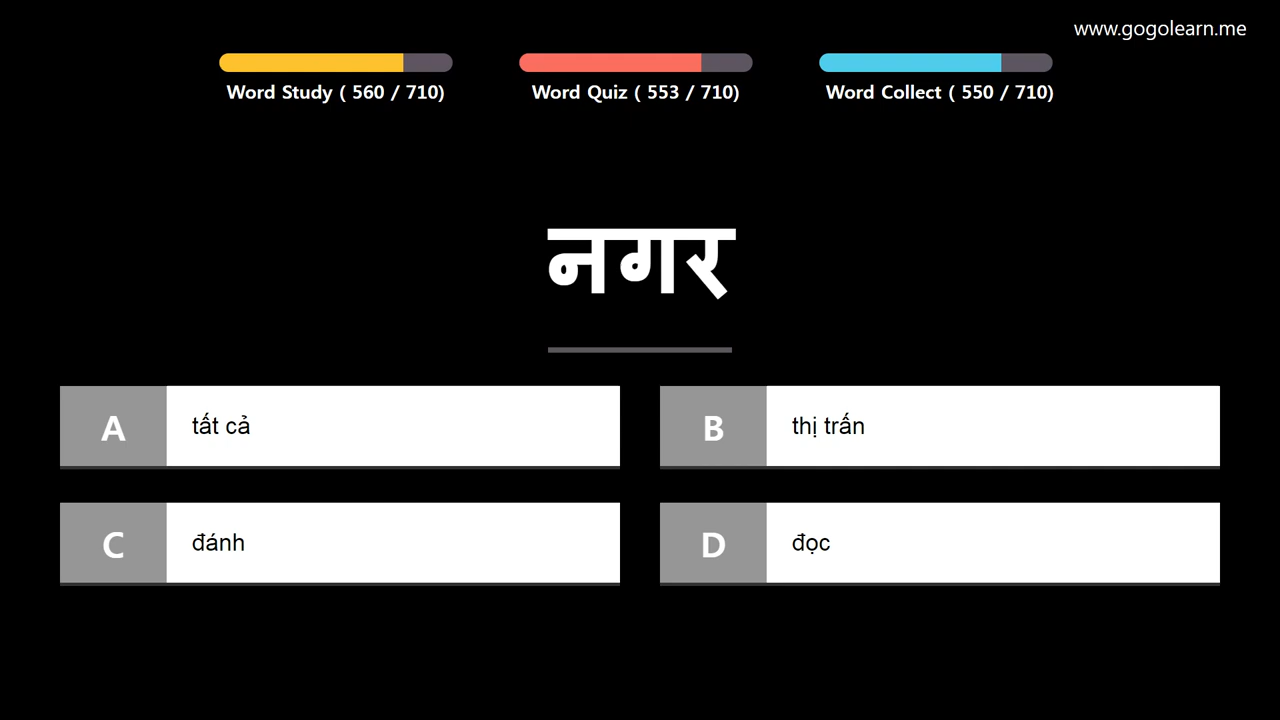 www.gogolearn.me
Word Study ( 560 / 710)
Word Quiz ( 553 / 710)
Word Collect ( 550 / 710)
नगर
A
tất cả
B
thị trấn
C
đánh
D
đọc